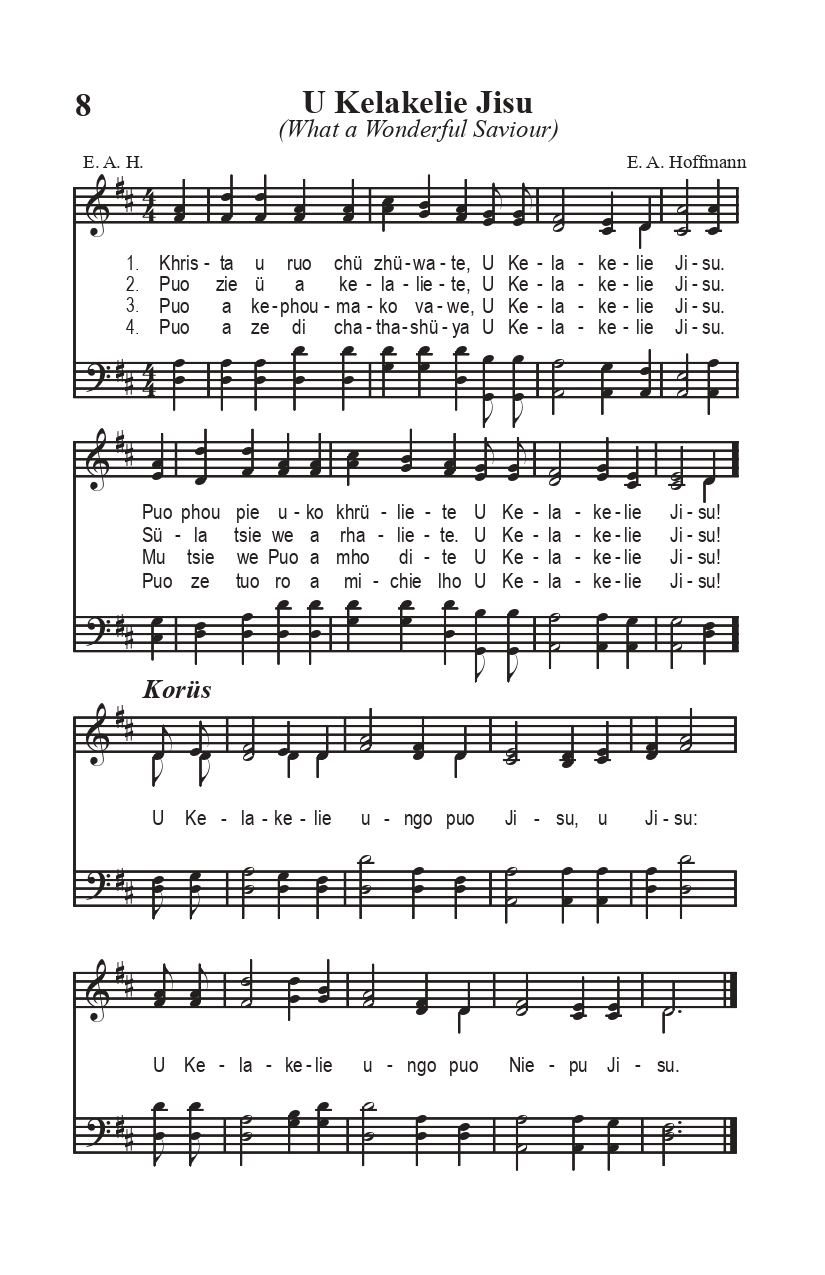 8
U Kelakelie Jisu
(What a Wonderful Saviour)
E. A. H. E. A. Hoffmann
1. Khris - ta u ruo chü zhü - wa - te, U Ke - la - ke - lie Ji - su.
2. Puo zie ü a ke - la - lie - te, U Ke - la - ke - lie Ji - su.
3. Puo a ke - phou - ma - ko va - we, U Ke - la - ke - lie Ji - su.
4. Puo a ze di cha - tha - shü - ya U Ke - la - ke - lie Ji - su.
Puo phou pie u - ko khrü - lie - te U Ke - la - ke - lie Ji - su!
Sü - la tsie we a rha - lie - te. U Ke - la - ke - lie Ji - su!
Mu tsie we Puo a mho di - te U Ke - la - ke - lie Ji - su!
Puo ze tuo ro a mi - chie lho U Ke - la - ke - lie Ji - su!
Korüs
U Ke - la - ke - lie u - ngo puo Ji - su, u Ji - su:
U Ke - la - ke - lie u - ngo puo Nie - pu Ji - su.